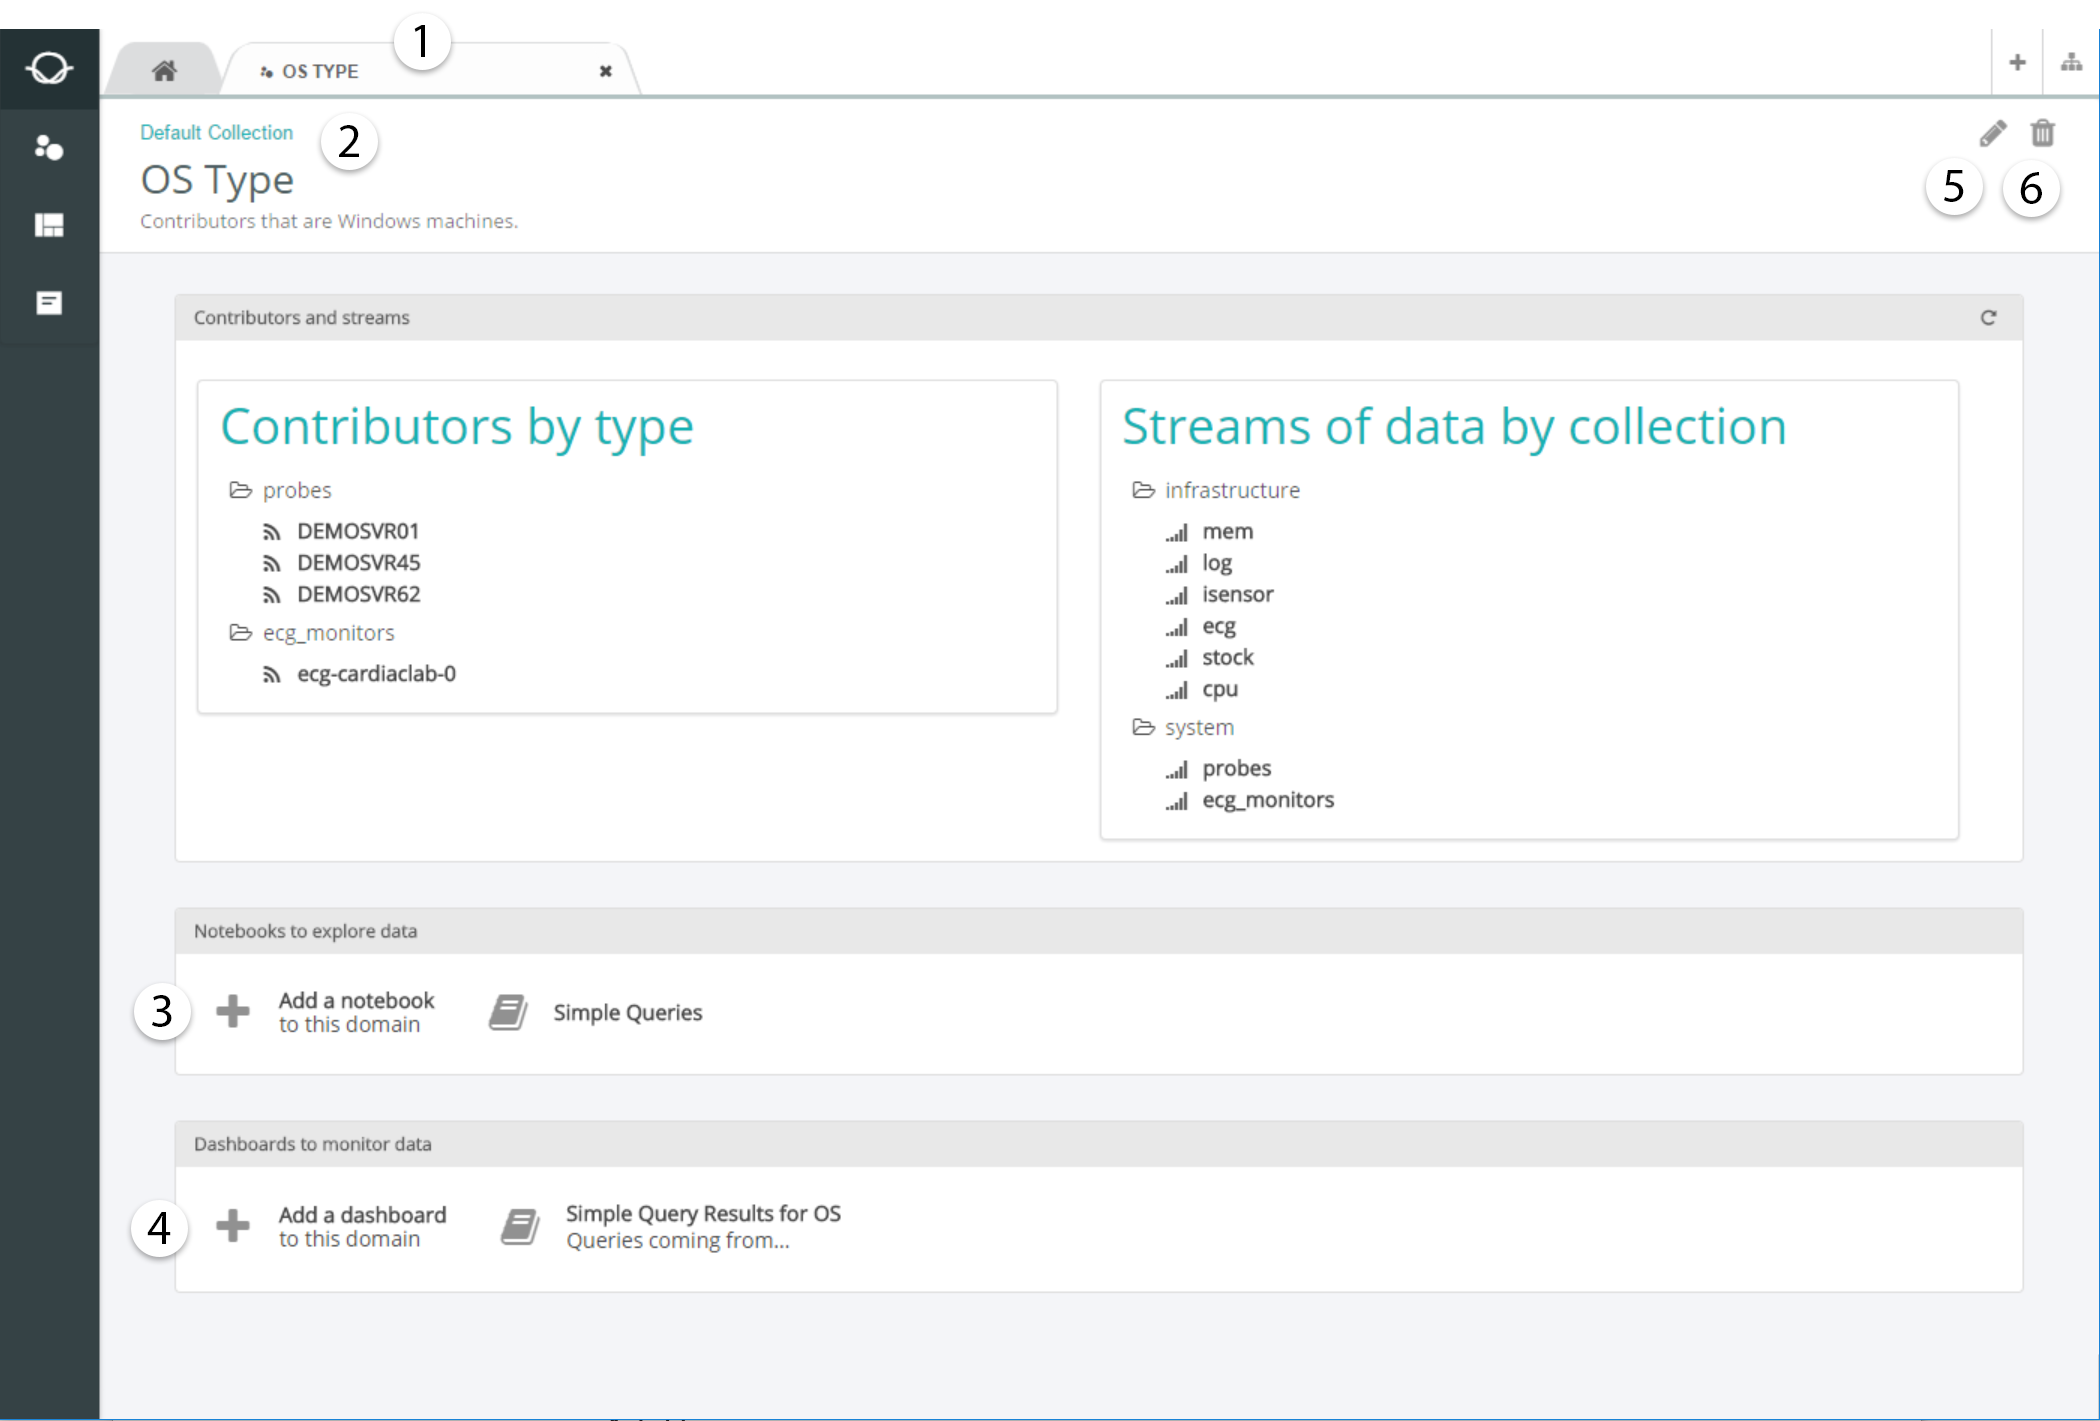 1
OS TYPE
Default Collection
2
OS Type
Contributors that are Windows machines.
5
6
Contributors and streams
Contributors by type
probes
DEMOSVR01
DEMOSVR45
DEMOSVR62
ecg_monitors
ecg-cardiaclab-0
Streams of data by collection
infrastructure
mem
log
isensor
ecg
stock
cpu
system
probes
ecg_monitors
Notebooks to explore data
3
Add a notebook
to this domain
Simple Queries
Dashboards to monitor data
4
Add a dashboard
to this domain
Simple Query Results for OS
Queries coming from...